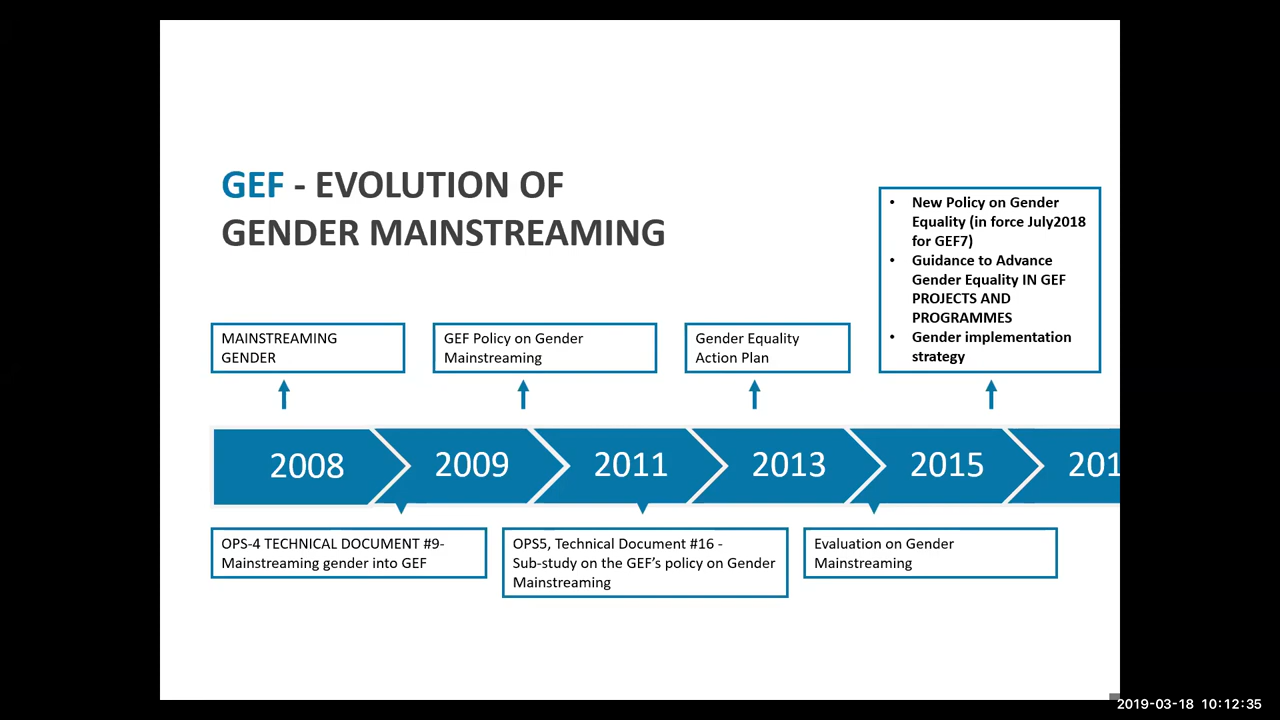 GEF - EVOLUTION OF
GENDER MAINSTREAMING
• New Policy on Gender
Equality (in force July2018
for GEF7)
• Guidance to Advance
Gender Equality IN GEF
PROJECTS AND
PROGRAMMES
• Gender implementation
strategy
MAINSTREAMING
GENDER
GEF Policy on Gender
Mainstreaming
Gender Equality
Action Plan
2008
2009
2011
2013
2015
201
OPS-4 TECHNICAL DOCUMENT #9-
Mainstreaming gender into GEF
OPS5, Technical Document #16 -
Sub-study on the GEF's policy on Gender
Mainstreaming
Evaluation on Gender
Mainstreaming
2019-03-18 10:12:35